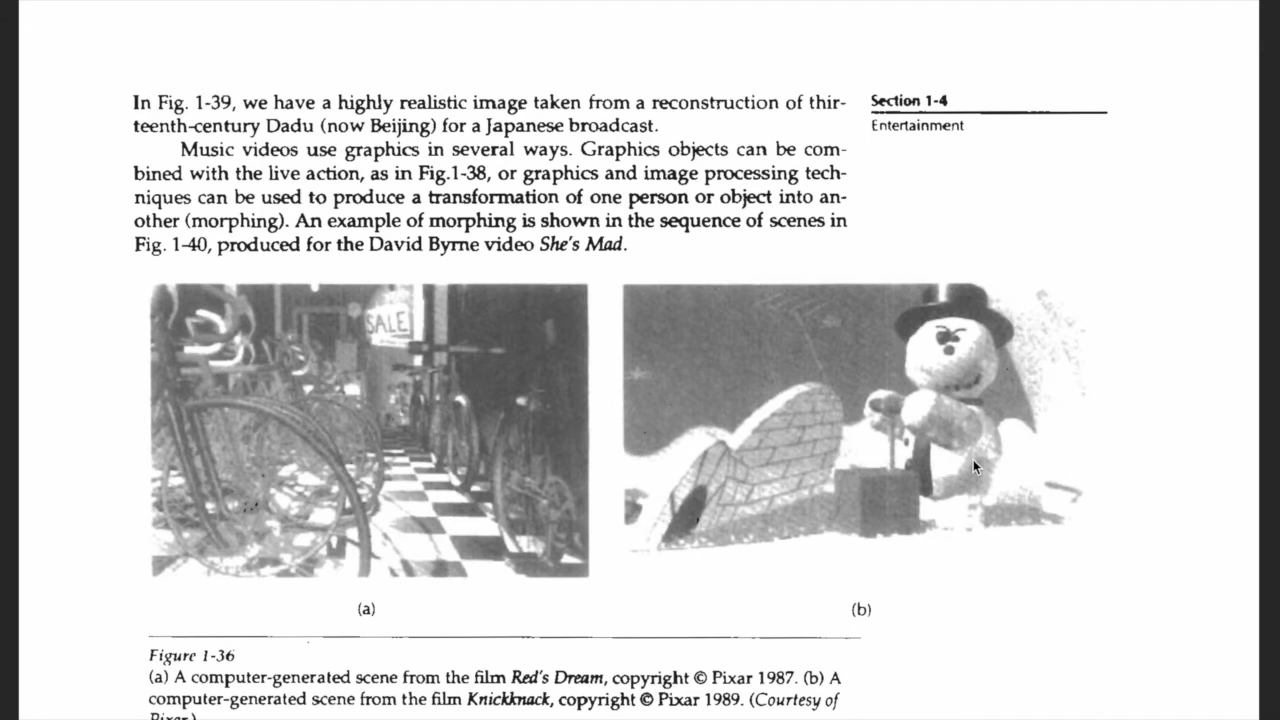 In Fig. 1-39, we have a highly realistic image taken from a reconstruction of thir-
teenth-century Dadu (now Beijing) for a Japanese broadcast.
Music videos use graphics in several ways. Graphics objects can be com-
bined with the live action, as in Fig.1-38, or graphics and image processing tech-
niques can be used to produce a transformation of one person or object into an-
other (morphing). An example of morphing is shown in the sequence of scenes in
Fig. 1-40, produced for the David Byrne video She's Mad.
Section 1-4
Entertainment
SALE
(a)
(b)
Figure 1-36
(a) A computer-generated scene from the film Red's Dream, copyright © Pixar 1987. (b) A
computer-generated scene from the film Knickknack, copyright © Pixar 1989. (Courtesy of
Pixar.)